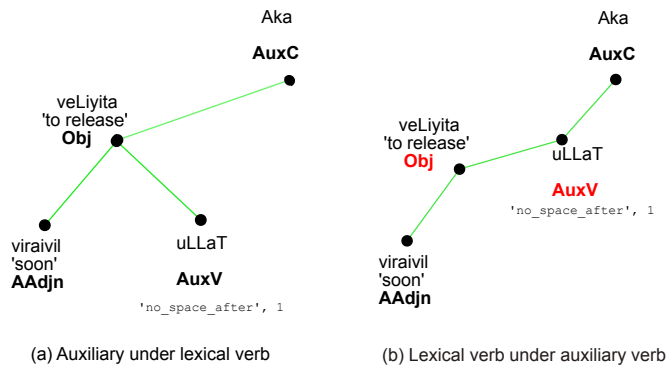 Aka
AuxC
veLiyita
'to release'
Obj
viraivil
'soon'
AAdjn
uLLaT
AuxV
'no_space_after', 1
(a) Auxiliary under lexical verb
Aka
AuxC
veLiyita
'to release'
Obj
uLLaT
AuxV
'no_space_after', 1
viraivil
'soon'
AAdjn
(b) Lexical verb under auxiliary verb